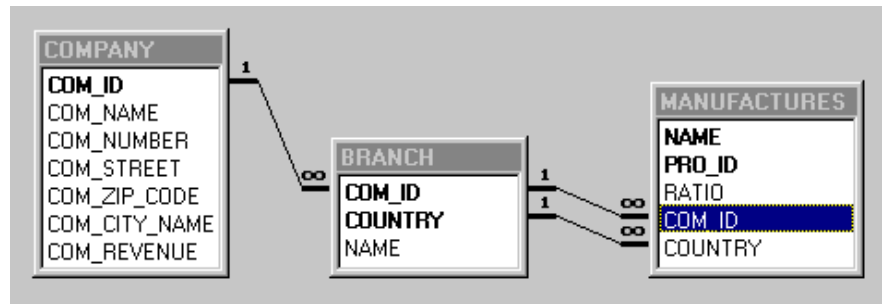 COMPANY
COM_ID
COM_NAME
COM_NUMBER
COM_STREET
COM_ZIP_CODE
COM_CITY_NAME
COM_REVENUE
1
∞
BRANCH
COM_ID
COUNTRY
NAME
1
1
∞
∞
MANUFACTURES
NAME
PRO_ID
RATIO
COM_ID
COUNTRY